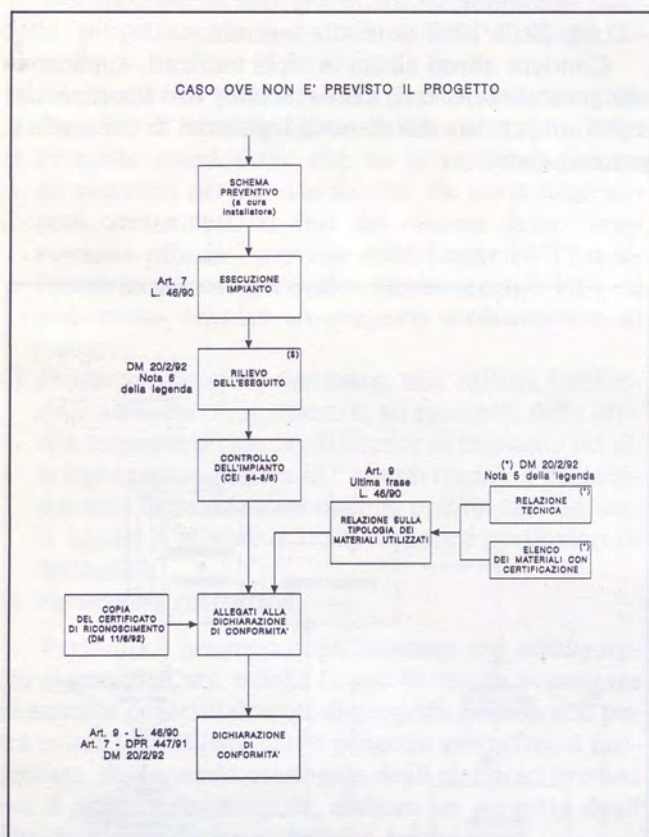 CASO OVE NON E' PREVISTO IL PROGETTO
SCHEMA
PREVENTIVO
(a cura
installatore)
Art. 7
L. 46/90
ESECUZIONE
IMPIANTO
DM 20/2/92
Nota 6
della legenda
($)
RILIEVO
DELL'ESEGUITO
CONTROLLO
DELL'IMPIANTO
(CEI 64-8/6)
Art. 9
Ultima frase
L. 46/90
RELAZIONE SULLA
TIPOLOGIA DEI
MATERIALI UTILIZZATI
(*) DM 20/2/92
Nota 5 della legenda
(*)
RELAZIONE
TECNICA
(*)
ELENCO
DEI MATERIALI CON
CERTIFICAZIONE
COPIA
DEL CERTIFICATO
DI RICONOSCIMENTO
(DM 11/6/92)
ALLEGATI ALLA
DICHIARAZIONE
DI CONFORMITA'
Art. 9 - L. 46/90
Art. 7 - DPR 447/91
DM 20/2/92
DICHIARAZIONE
DI
CONFORMITA'